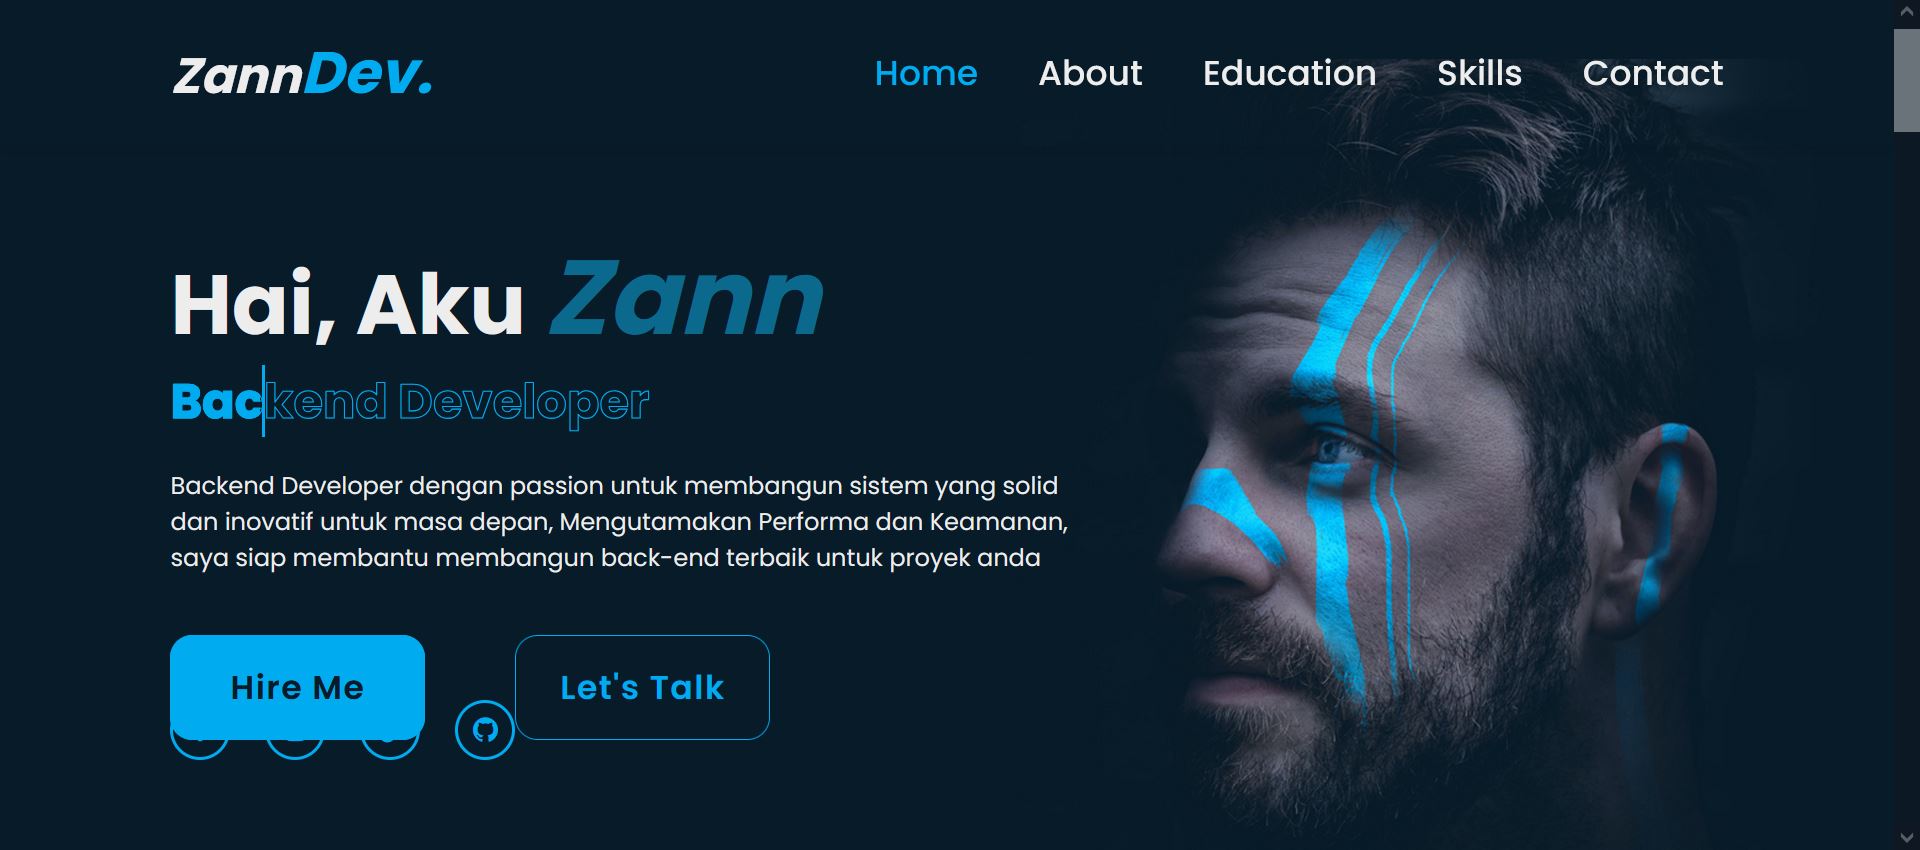 ZannDev.
Home About Education Skills Contact
Hai, Aku Zann
Backend Developer
Backend Developer dengan passion untuk membangun sistem yang solid
dan inovatif untuk masa depan, Mengutamakan Performa dan Keamanan,
saya siap membantu membangun back-end terbaik untuk proyek anda
Hire Me
Let's Talk